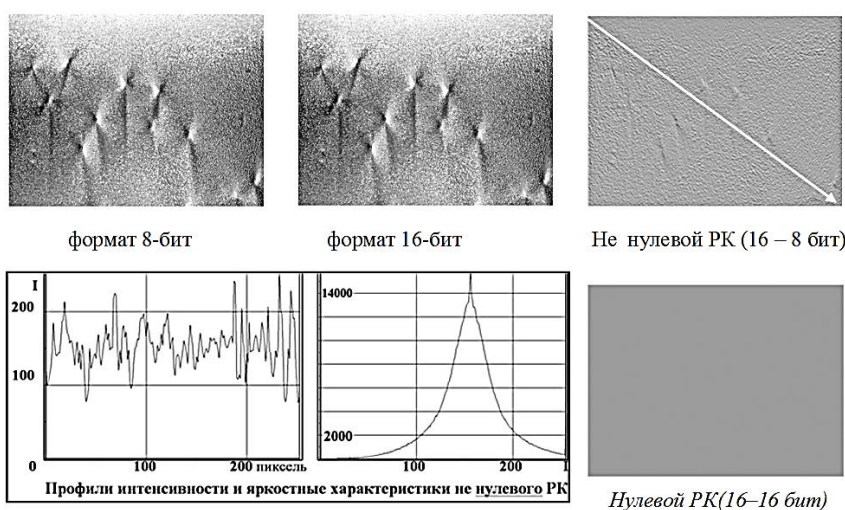 формат 8-бит
формат 16-бит
Не нулевой РК (16 – 8 бит)
I
200
100
0
100
200 пиксель
14000
2000
100
200
I
Профили интенсивности и яркостные характеристики не нулевого РК
Нулевой РК(16–16 бит)